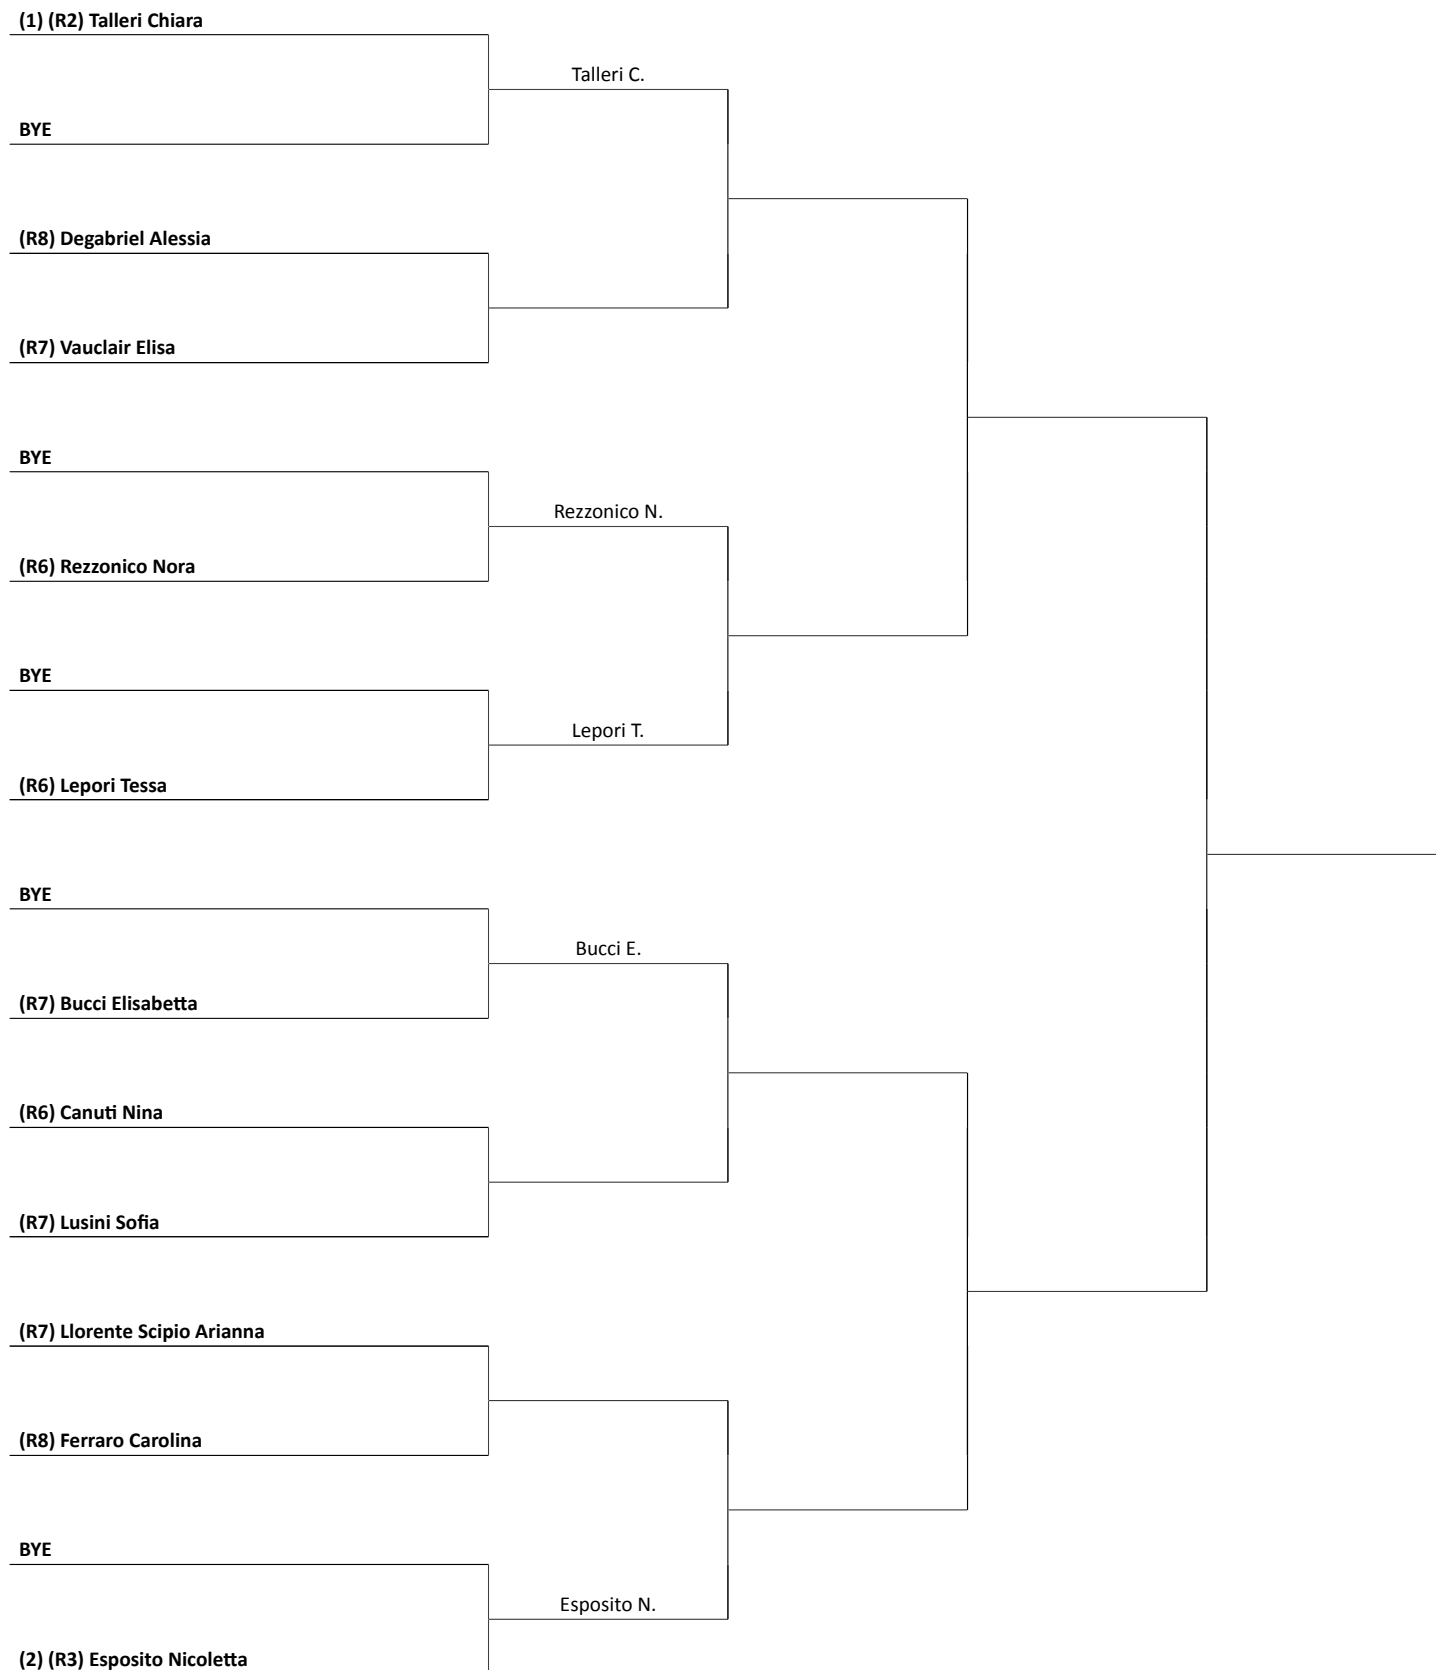 (1) (R2) Talleri Chiara
Talleri C.
BYE
(R8) Degabriel Alessia
(R7) Vauclair Elisa
BYE
Rezzonico N.
(R6) Rezzonico Nora
BYE
Lepori T.
(R6) Lepori Tessa
BYE
Bucci E.
(R7) Bucci Elisabetta
(R6) Canuti Nina
(R7) Lusini Sofia
(R7) Llorente Scipio Arianna
(R8) Ferraro Carolina
BYE
Esposito N.
(2) (R3) Esposito Nicoletta